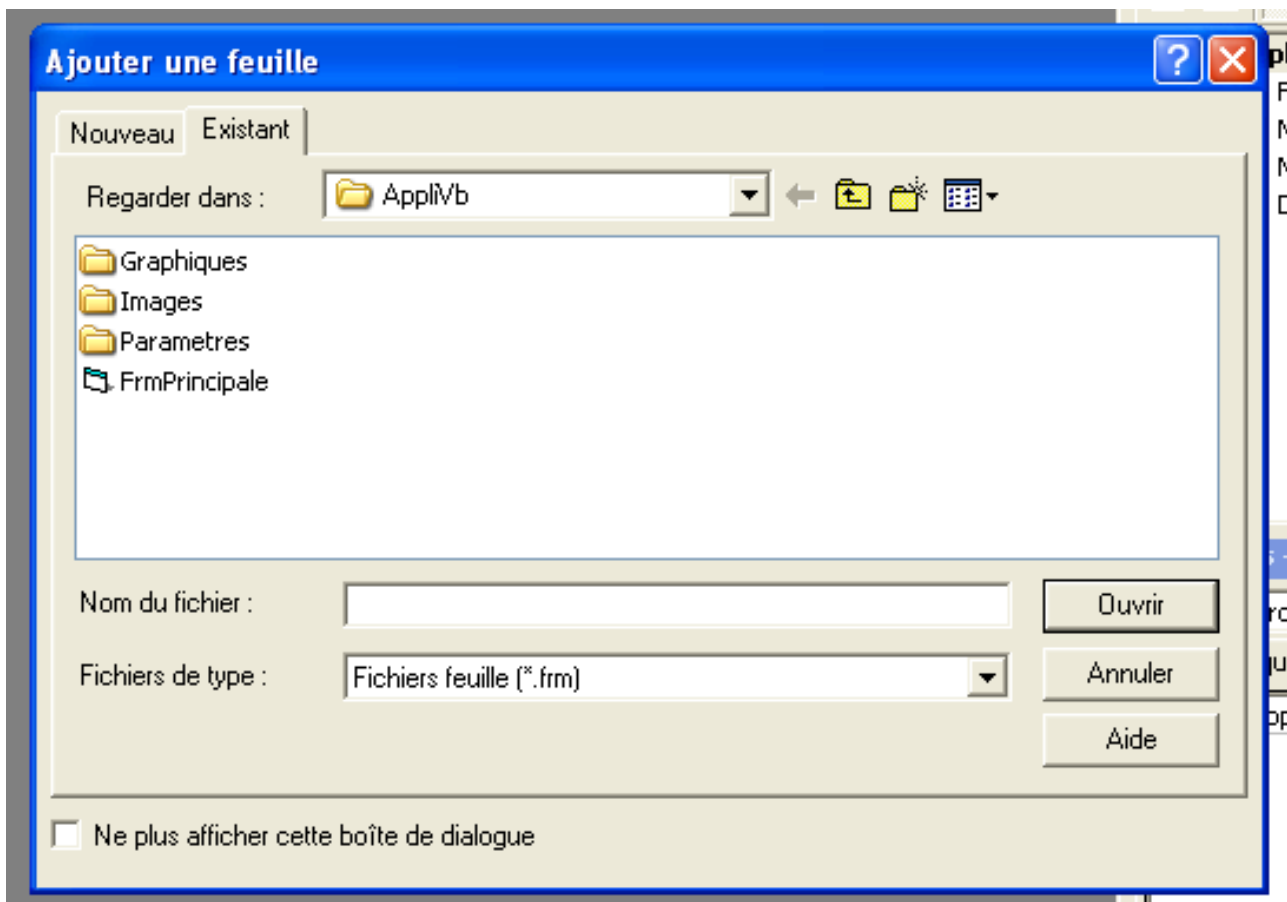 Ajouter une feuille
Nouveau Existant
Regarder dans : AppliVb
Graphiques
Images
Parametres
FrmPrincipale
Nom du fichier : Ouvrir
Fichiers de type : Fichiers feuille (*.frm) Annuler
Aide
Ne plus afficher cette boîte de dialogue